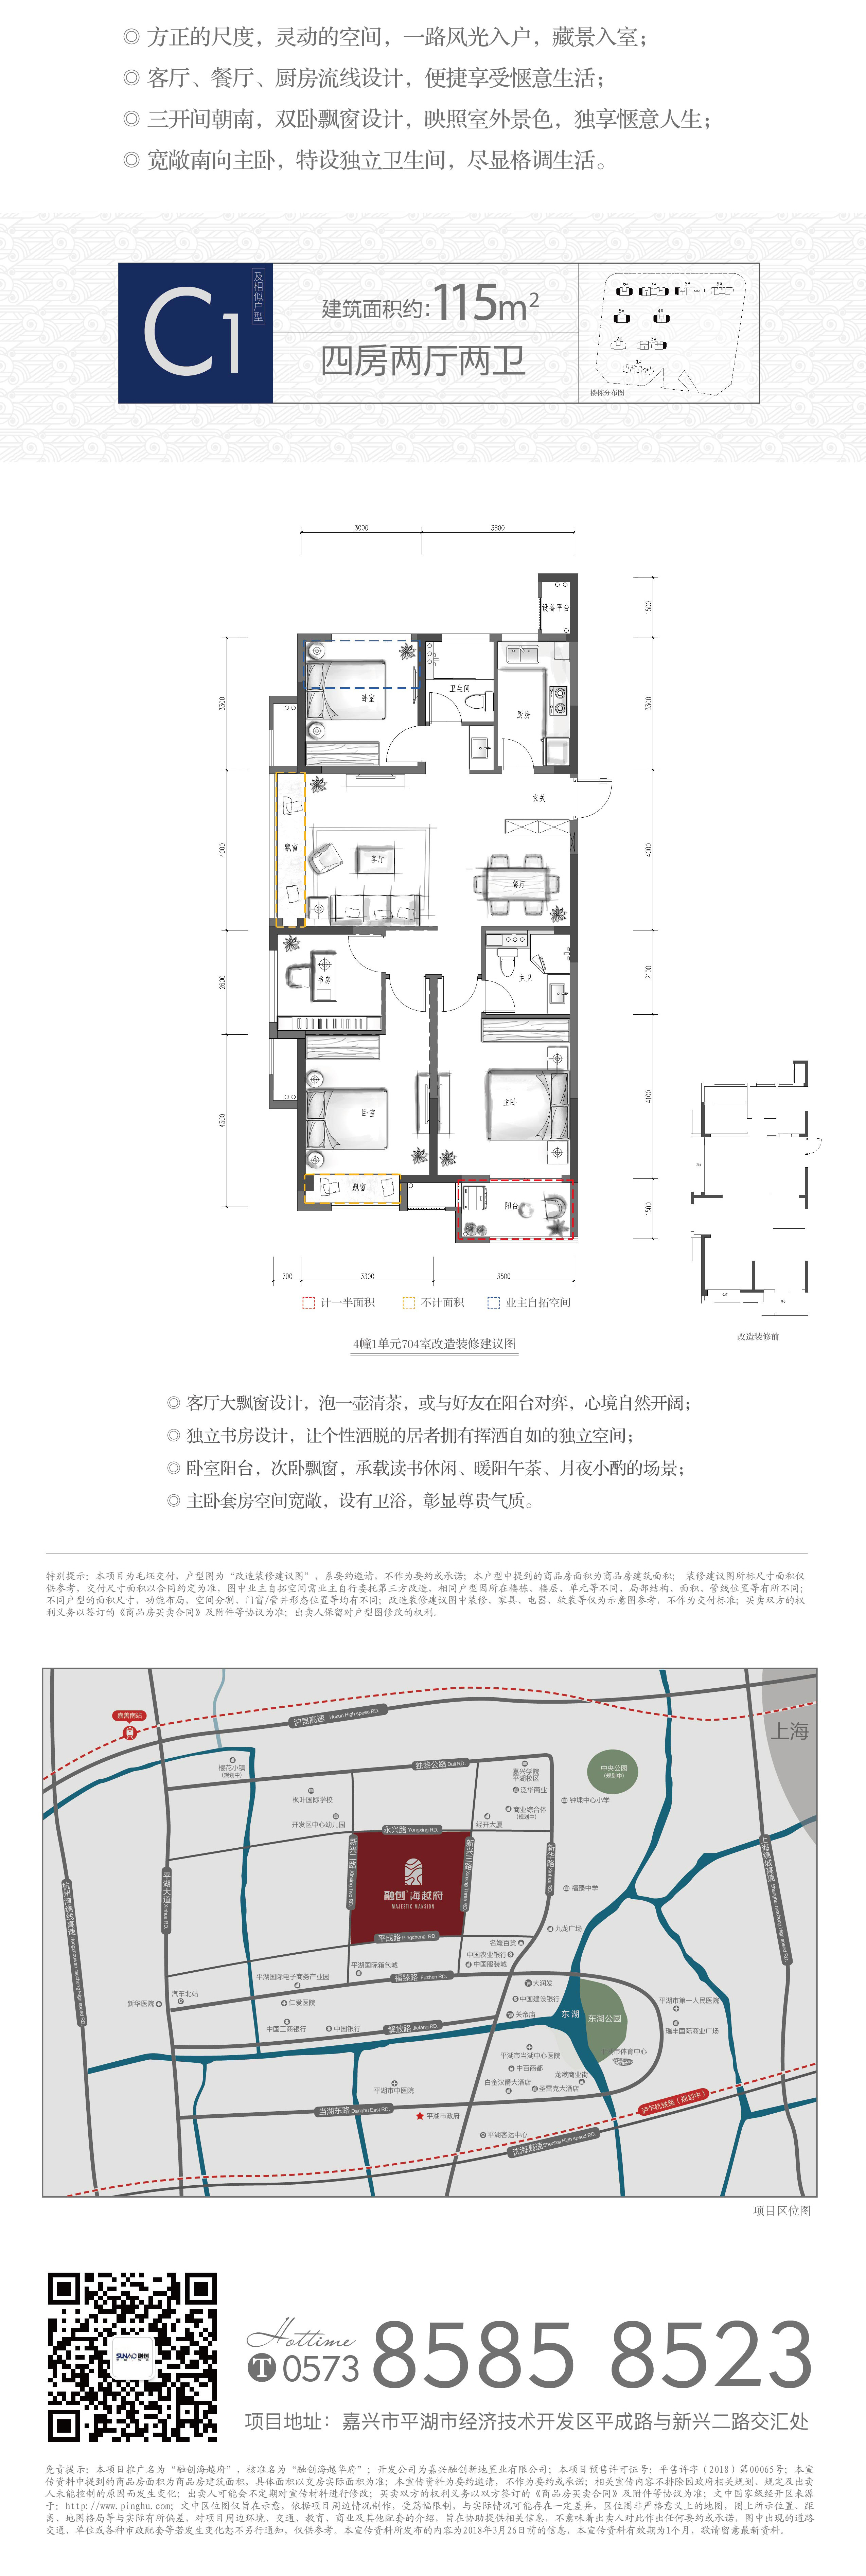 ◎ 方正的尺度，灵动的空间，一路风光入户，藏景入室；
◎ 客厅、餐厅、厨房流线设计，便捷享受惬意生活；
◎ 三开间朝南，双卧飘窗设计，映照室外景色，独享惬意人生；
◎ 宽敞南向主卧，特设独立卫生间，尽显格调生活。
C1
及相似户型
建筑面积约：115m²
四房两厅两卫
6# 7# 8# 9#
5# 4#
2# 3#
1#
楼栋分布图
3000 3800
设备平台
1500
卧室
卫生间
厨房
3300 3300
玄关
飘窗
客厅
餐厅
4000 4000
书房
主卫
2600 2100
卧室
主卧
4300 4100
飘窗
阳台
1500
700 3300 3500
计一半面积 不计面积 业主自拓空间
4幢1单元704室改造装修建议图
改造装修前
◎ 客厅大飘窗设计，泡一壶清茶，或与好友在阳台对弈，心境自然开阔；
◎ 独立书房设计，让个性洒脱的居者拥有挥洒自如的独立空间；
◎ 卧室阳台，次卧飘窗，承载读书休闲、暖阳午茶、月夜小酌的场景；
◎ 主卧套房空间宽敞，设有卫浴，彰显尊贵气质。
特别提示：本项目为毛坯交付，户型图为“改造装修建议图”，系要约邀请，不作为要约或承诺；本户型中提到的商品房面积为商品房建筑面积； 装修建议图所标尺寸面积仅
供参考，交付尺寸面积以合同约定为准，图中业主自拓空间需业主自行委托第三方改造，相同户型因所在楼栋、楼层、单元等不同，局部结构、面积、管线位置等有所不同；
不同户型的面积尺寸、功能布局，空间分割、门窗/管井形态位置等均有不同；改造装修建议图中装修、家具、电器、软装等仅为示意图参考，不作为交付标准；买卖双方的权
利义务以签订的《商品房买卖合同》及附件等协议为准；出卖人保留对户型图修改的权利。
嘉善南站
沪昆高速 Hukun High speed RD.
上海
樱花小镇
(规划中)
独黎公路 Duli RD.
嘉兴学院
平湖校区
中央公园
(规划中)
枫叶国际学校
泛华商业
钟埭中心小学
商业综合体
(规划中)
开发区中心幼儿园
永兴路 Yongxing RD.
经开大厦
新兴二路 Xinxing Two RD.
新兴三路 Xinxing Three RD.
新华路 Xinhua RD.
平湖大道
杭州湾绕线高速
融创 海越府
MAJESTIC MANSION
福臻中学
平成路 Pingcheng RD.
九龙广场
名媛百货
中国农业银行
平湖国际箱包城
中国服装城
平湖国际电子商务产业园
福臻路 Fuzhen RD.
大润发
汽车北站
新华医院
仁爱医院
中国建设银行
平湖市第一人民医院
中国工商银行
中国银行
解放路 Jiefang RD.
关帝庙
东湖
东湖公园
瑞丰国际商业广场
平湖市当湖中心医院
市体育中心
中百商都
龙湫商业街
平湖市中医院
白金汉爵大酒店
圣雷克大酒店
当湖东路 Danghu East RD.
平湖市政府
沪乍杭铁路（规划中）
平湖客运中心
沈海高速 Shenhai High speed RD.
项目区位图
SUNAC 融创
Hottime
T 0573 8585 8523
项目地址：嘉兴市平湖市经济技术开发区平成路与新兴二路交汇处
免责提示：本项目推广名为“融创海越府”，核准名为“融创海越华府”；开发公司为嘉兴融创新地置业有限公司；本项目预售许可证号：平售许字（2018）第00065号；本宣
传资料中提到的商品房面积为商品房建筑面积，具体面积以交房实际面积为准；本宣传资料为要约邀请，不作为要约或承诺；相关宣传内容不排除因政府相关规划、规定及出卖
人未能控制的原因而发生变化；出卖人可能会不定期对宣传材料进行修改；买卖双方的权利义务以双方签订的《商品房买卖合同》及附件等协议为准；文中国家级经开区来源
于：http://www.pinghu.com；文中区位图仅旨在示意，依据项目周边情况制作，受篇幅限制，与实际情况可能存在一定差异，区位图非严格意义上的地图，图上所示位置、距
离、地图格局等与实际有所偏差，对项目周边环境、交通、教育、商业及其他配套的介绍，旨在协助提供相关信息，不意味着出卖人对此作出任何要约或承诺，图中出现的道路
交通、单位或各种市政配套等若发生变化恕不另行通知，仅供参考。本宣传资料所发布的内容为2018年3月26日前的信息，本宣传资料有效期为1个月，敬请留意最新资料。